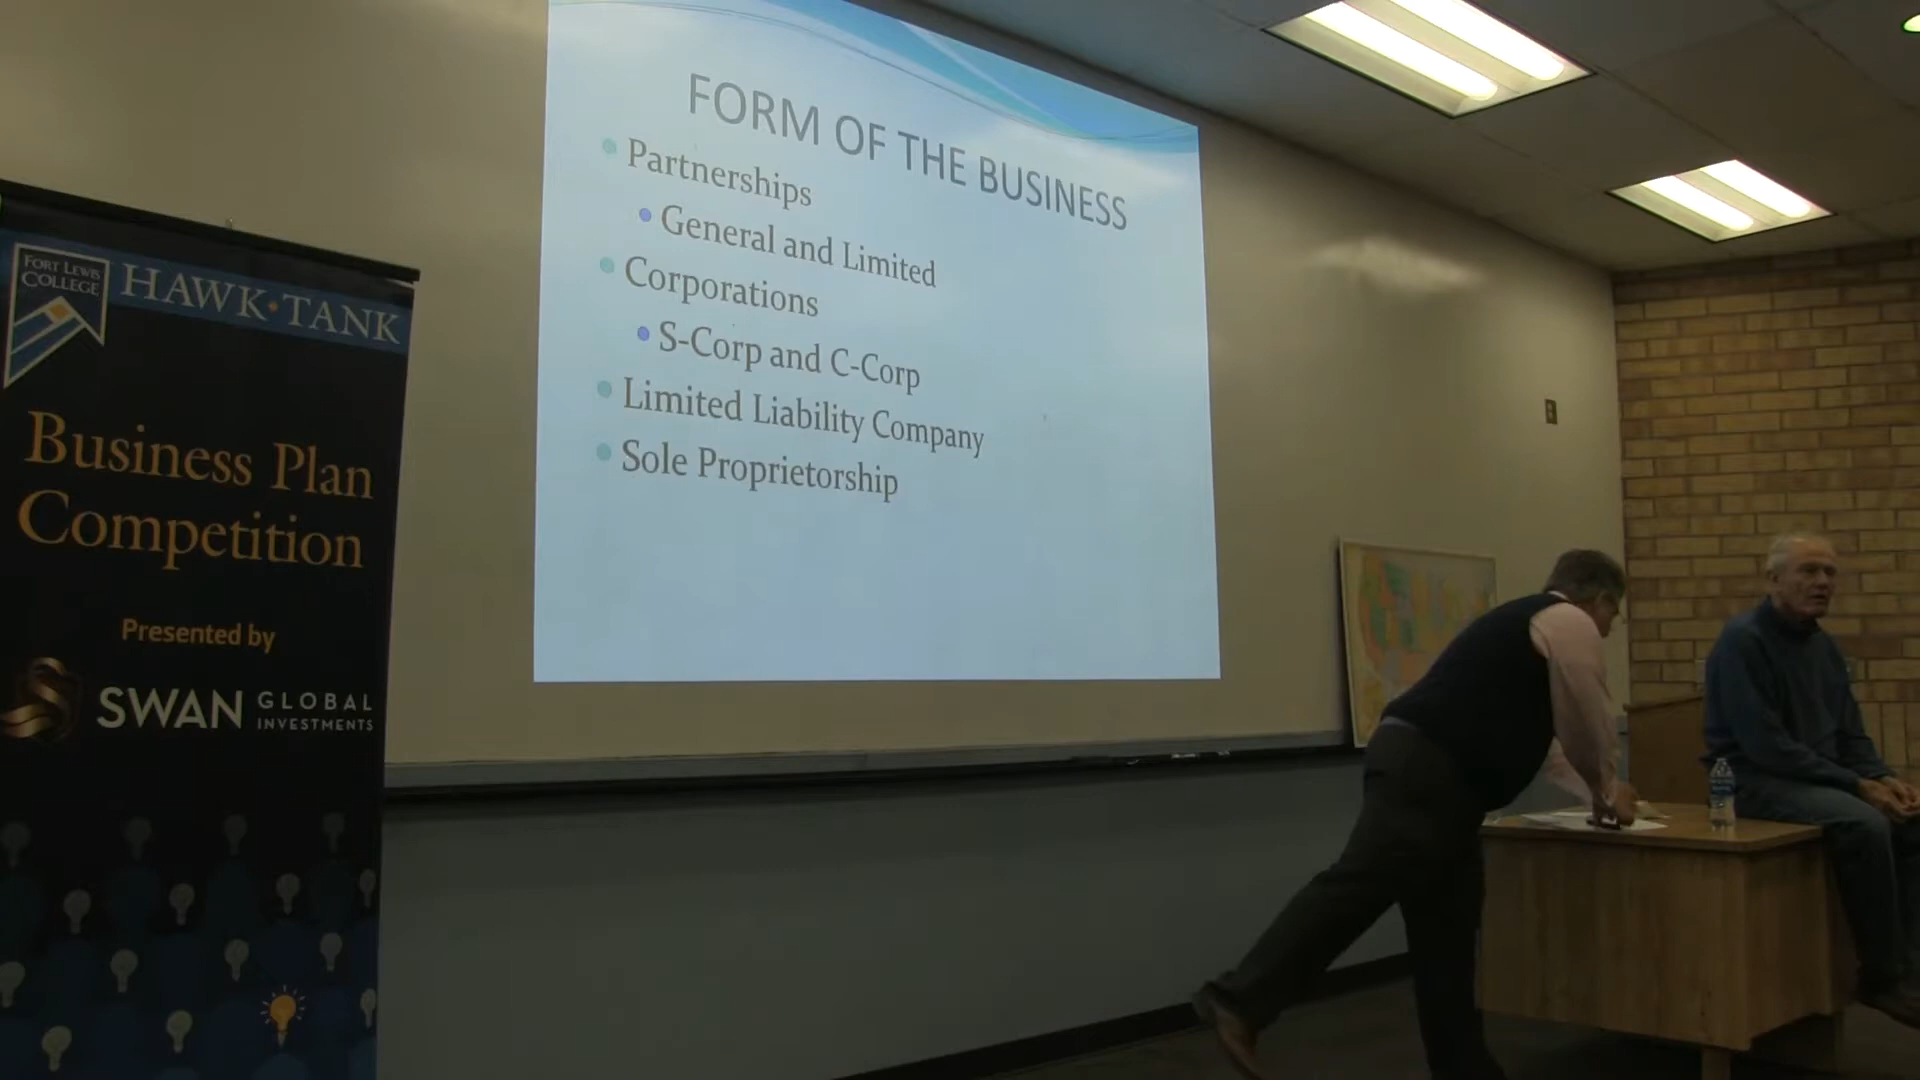 FORT LEWIS
COLLEGE
HAWK•TANK
Business Plan
Competition
Presented by
SWAN GLOBAL
INVESTMENTS
FORM OF THE BUSINESS
• Partnerships
• General and Limited
• Corporations
• S-Corp and C-Corp
• Limited Liability Company
• Sole Proprietorship